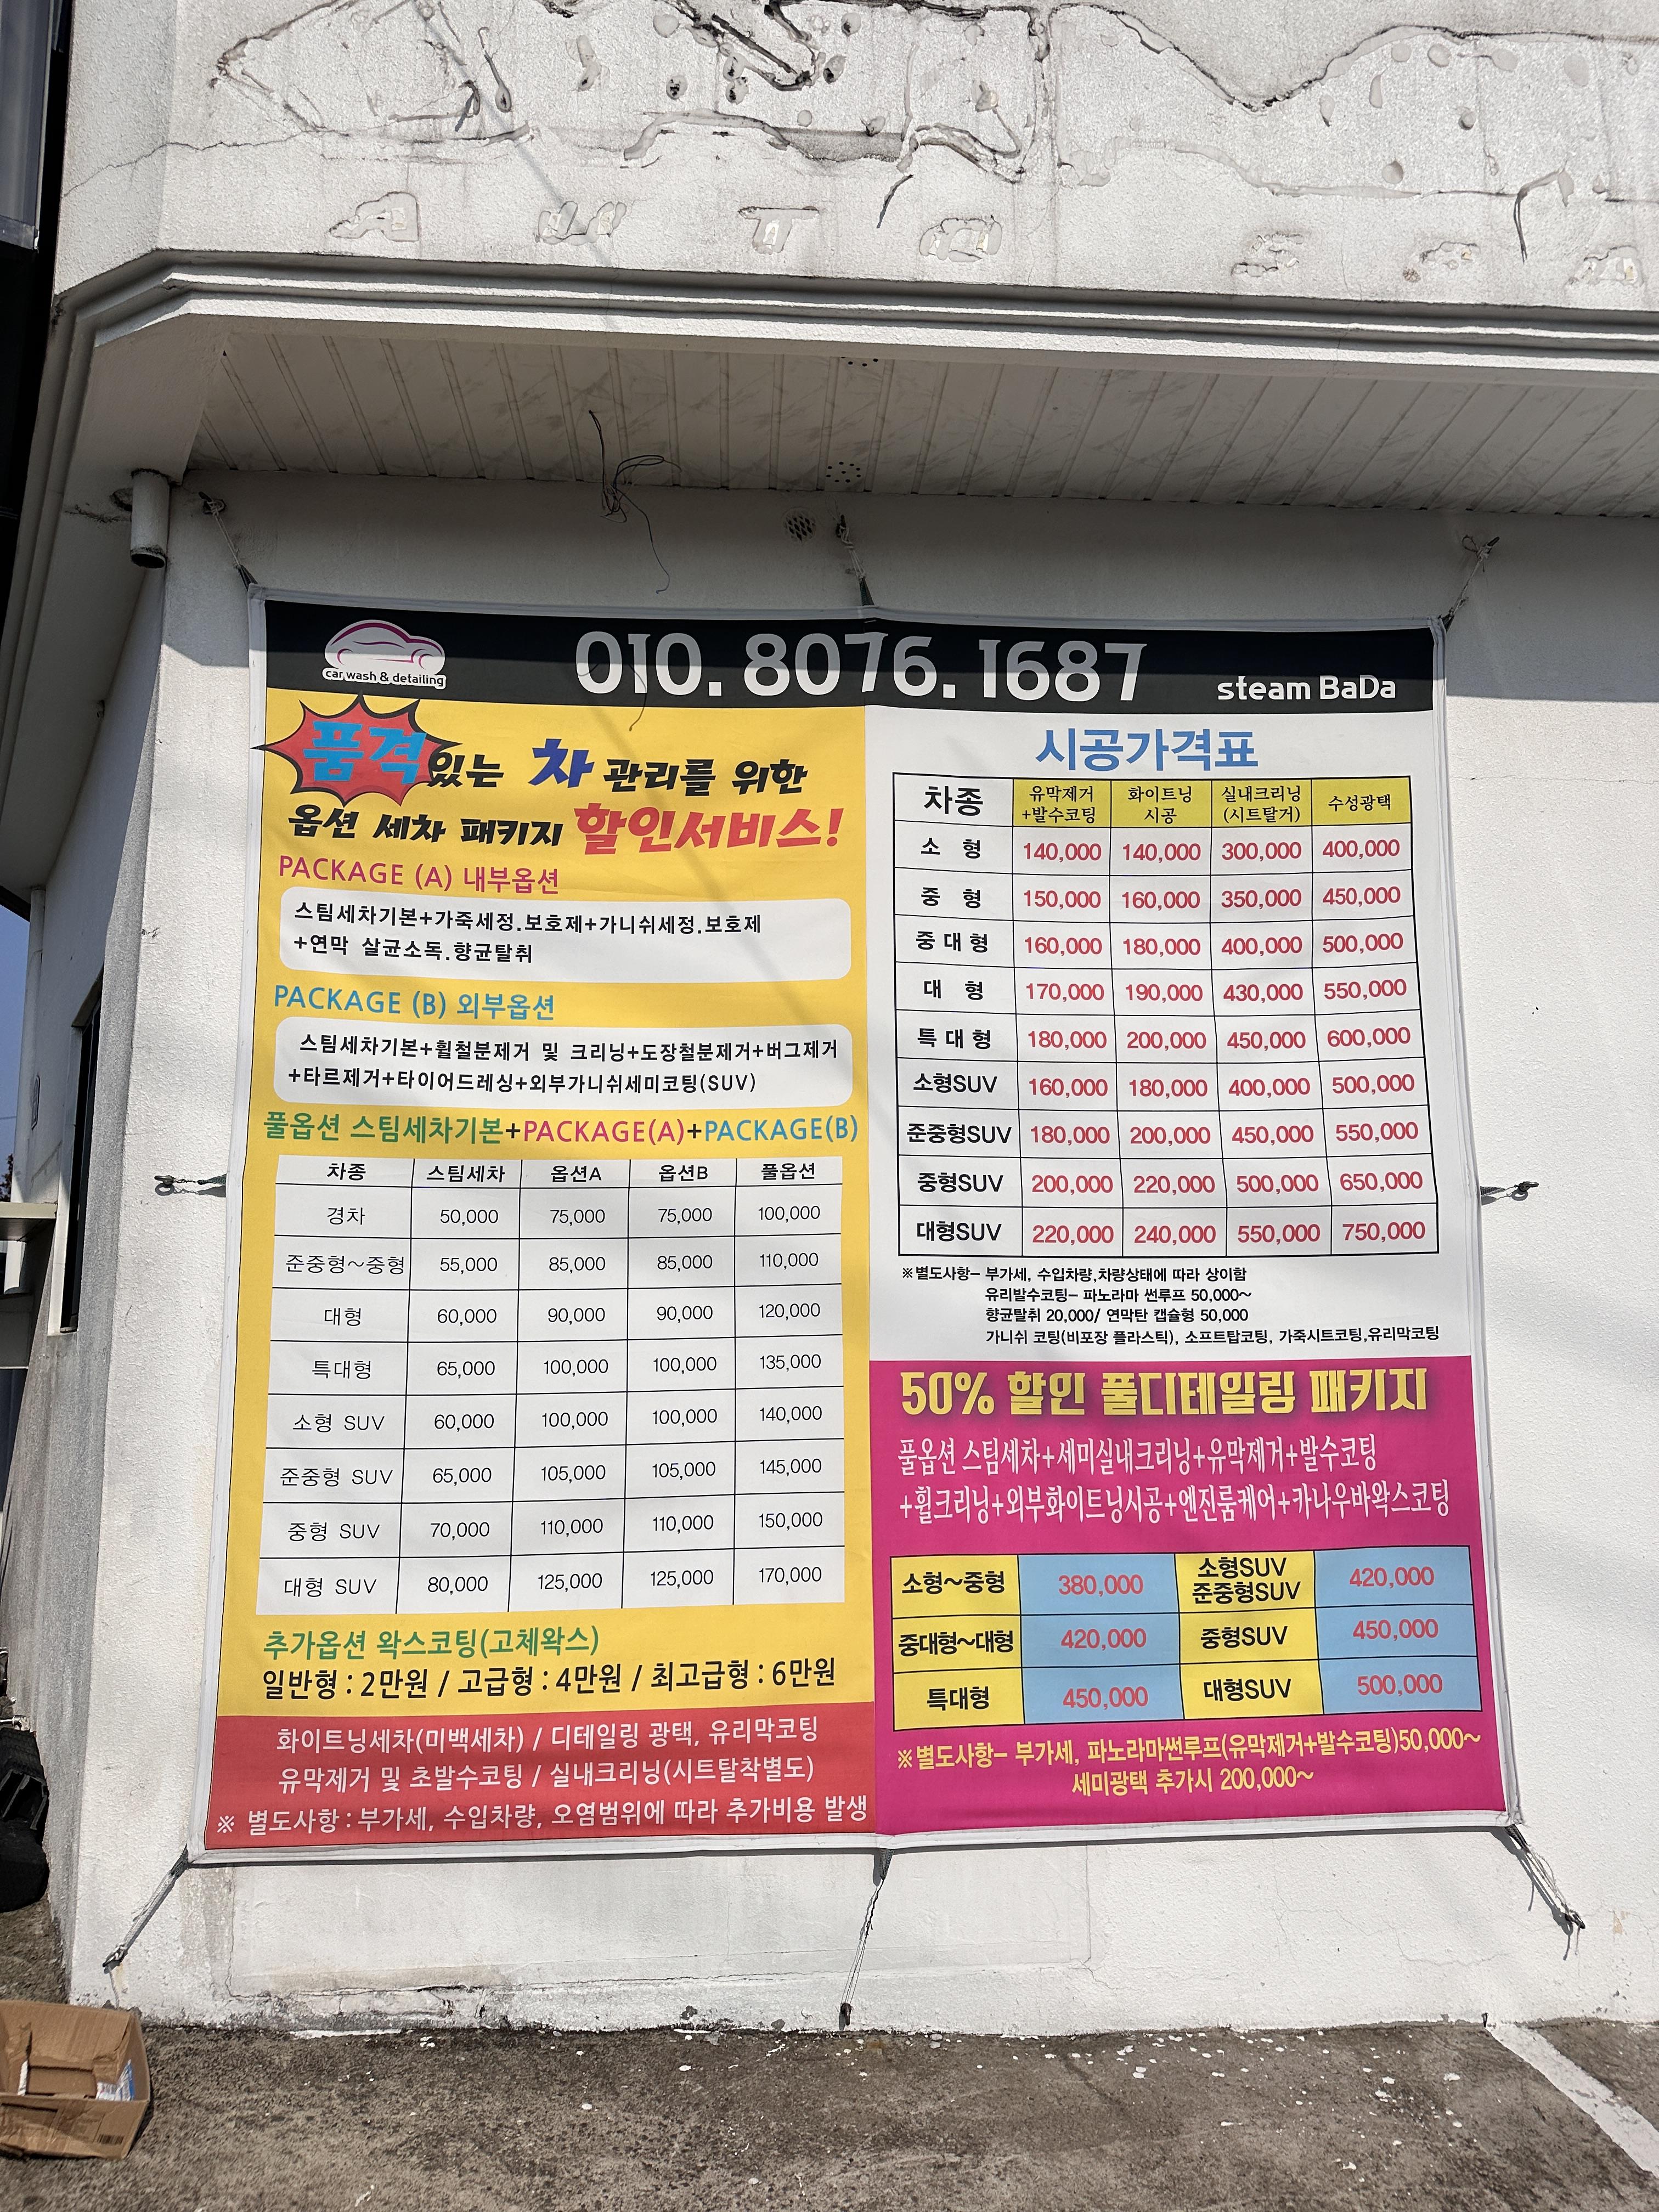 car wash & detailing
010. 8076. 1687
steam BaDa
품격있는 차 관리를 위한
옵션 세차 패키지 할인서비스!
PACKAGE (A) 내부옵션
스팀세차기본+가죽세정.보호제+가니쉬세정.보호제
+연막 살균소독.향균탈취
PACKAGE (B) 외부옵션
스팀세차기본+휠철분제거 및 크리닝+도장철분제거+버그제거
+타르제거+타이어드레싱+외부가니쉬세미코팅(SUV)
풀옵션 스팀세차기본+PACKAGE(A)+PACKAGE(B)
차종 스팀세차 옵션A 옵션B 풀옵션
경차 50,000 75,000 75,000 100,000
준중형~중형 55,000 85,000 85,000 110,000
대형 60,000 90,000 90,000 120,000
특대형 65,000 100,000 100,000 135,000
소형 SUV 60,000 100,000 100,000 140,000
준중형 SUV 65,000 105,000 105,000 145,000
중형 SUV 70,000 110,000 110,000 150,000
대형 SUV 80,000 125,000 125,000 170,000
추가옵션 왁스코팅(고체왁스)
일반형 : 2만원 / 고급형 : 4만원 / 최고급형 : 6만원
화이트닝세차(미백세차) / 디테일링 광택, 유리막코팅
유막제거 및 초발수코팅 / 실내크리닝(시트탈착별도)
※ 별도사항 : 부가세, 수입차량, 오염범위에 따라 추가비용 발생
시공가격표
차종 유막제거+발수코팅 화이트닝시공 실내크리닝(시트탈거) 수성광택
소 형 140,000 140,000 300,000 400,000
중 형 150,000 160,000 350,000 450,000
중 대 형 160,000 180,000 400,000 500,000
대 형 170,000 190,000 430,000 550,000
특 대 형 180,000 200,000 450,000 600,000
소형SUV 160,000 180,000 400,000 500,000
준중형SUV 180,000 200,000 450,000 550,000
중형SUV 200,000 220,000 500,000 650,000
대형SUV 220,000 240,000 550,000 750,000
※별도사항- 부가세, 수입차량,차량상태에 따라 상이함
유리발수코팅- 파노라마 썬루프 50,000~
향균탈취 20,000/ 연막탄 캡슐형 50,000
가니쉬 코팅(비포장 플라스틱), 소프트탑코팅, 가죽시트코팅,유리막코팅
50% 할인 풀디테일링 패키지
풀옵션 스팀세차+세미실내크리닝+유막제거+발수코팅
+휠크리닝+외부화이트닝시공+엔진룸케어+카나우바왁스코팅
소형~중형 380,000 소형SUV 준중형SUV 420,000
중대형~대형 420,000 중형SUV 450,000
특대형 450,000 대형SUV 500,000
※별도사항- 부가세, 파노라마썬루프(유막제거+발수코팅)50,000~
세미광택 추가시 200,000~